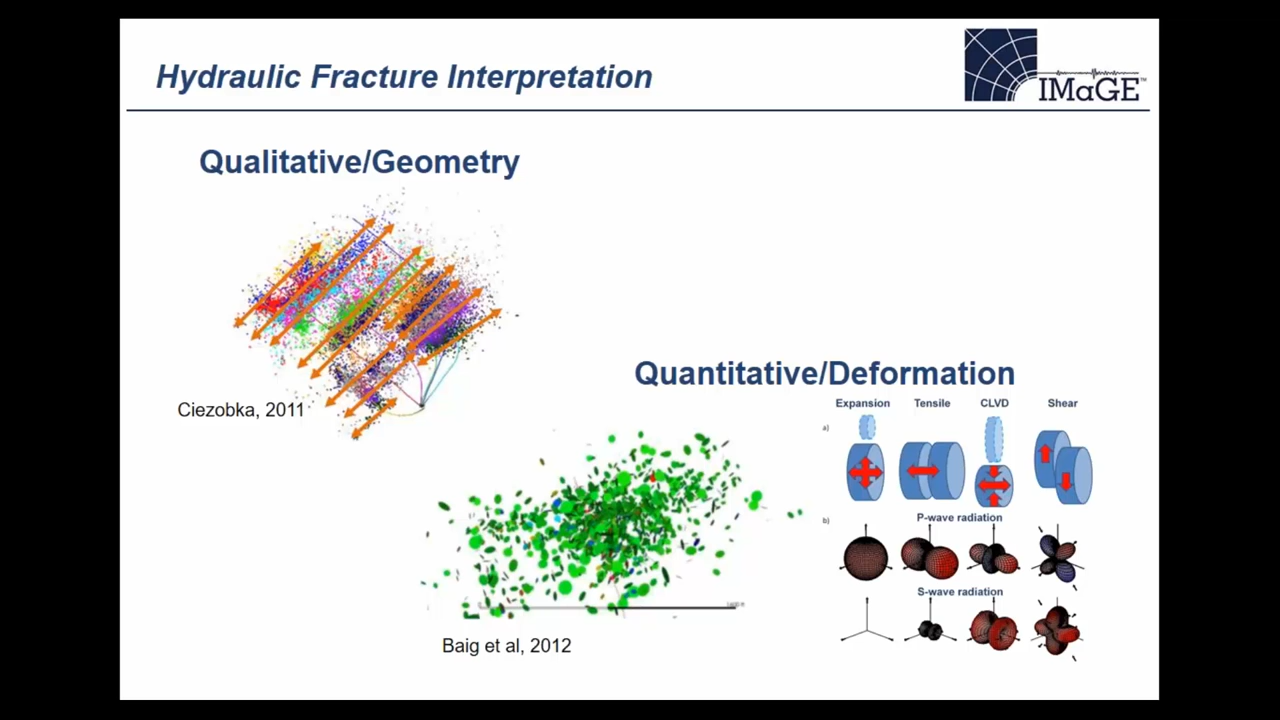 Hydraulic Fracture Interpretation
IMaGE™
Qualitative/Geometry
Ciezobka, 2011
Quantitative/Deformation
Expansion Tensile CLVD Shear
a)
P-wave radiation
b)
S-wave radiation
Baig et al, 2012